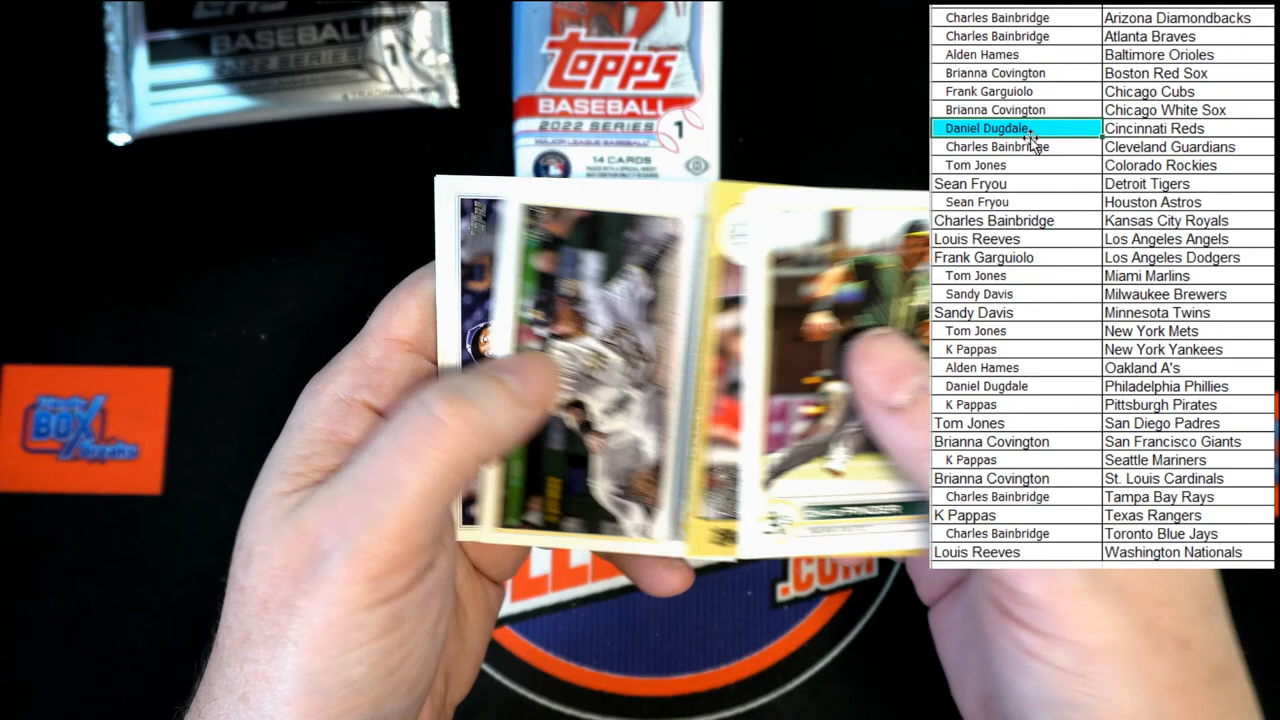 BASEBALL
2022 SERIES
1
Topps
BASEBALL
2022 SERIES
1
MAJOR LEAGUE BASEBALL
14 CARDS
BOX
Breaks
.COM
Charles Bainbridge Arizona Diamondbacks
Charles Bainbridge Atlanta Braves
Alden Hames Baltimore Orioles
Brianna Covington Boston Red Sox
Frank Garguiolo Chicago Cubs
Brianna Covington Chicago White Sox
Daniel Dugdale Cincinnati Reds
Charles Bainbridge Cleveland Guardians
Tom Jones Colorado Rockies
Sean Fryou Detroit Tigers
Sean Fryou Houston Astros
Charles Bainbridge Kansas City Royals
Louis Reeves Los Angeles Angels
Frank Garguiolo Los Angeles Dodgers
Tom Jones Miami Marlins
Sandy Davis Milwaukee Brewers
Sandy Davis Minnesota Twins
Tom Jones New York Mets
K Pappas New York Yankees
Alden Hames Oakland A's
Daniel Dugdale Philadelphia Phillies
K Pappas Pittsburgh Pirates
Tom Jones San Diego Padres
Brianna Covington San Francisco Giants
K Pappas Seattle Mariners
Brianna Covington St. Louis Cardinals
Charles Bainbridge Tampa Bay Rays
K Pappas Texas Rangers
Charles Bainbridge Toronto Blue Jays
Louis Reeves Washington Nationals